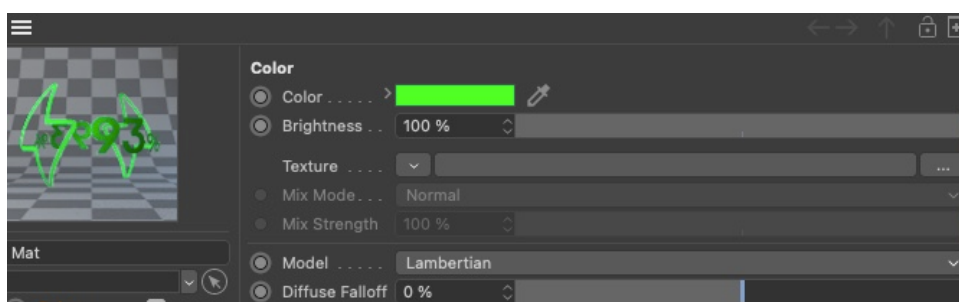 Color
Color . . . . . >
Brightness . . 100 %
Texture . . . . ...
Mix Mode. . . Normal
Mix Strength 100 %
Mat
Model . . . . . Lambertian
Diffuse Falloff 0 %